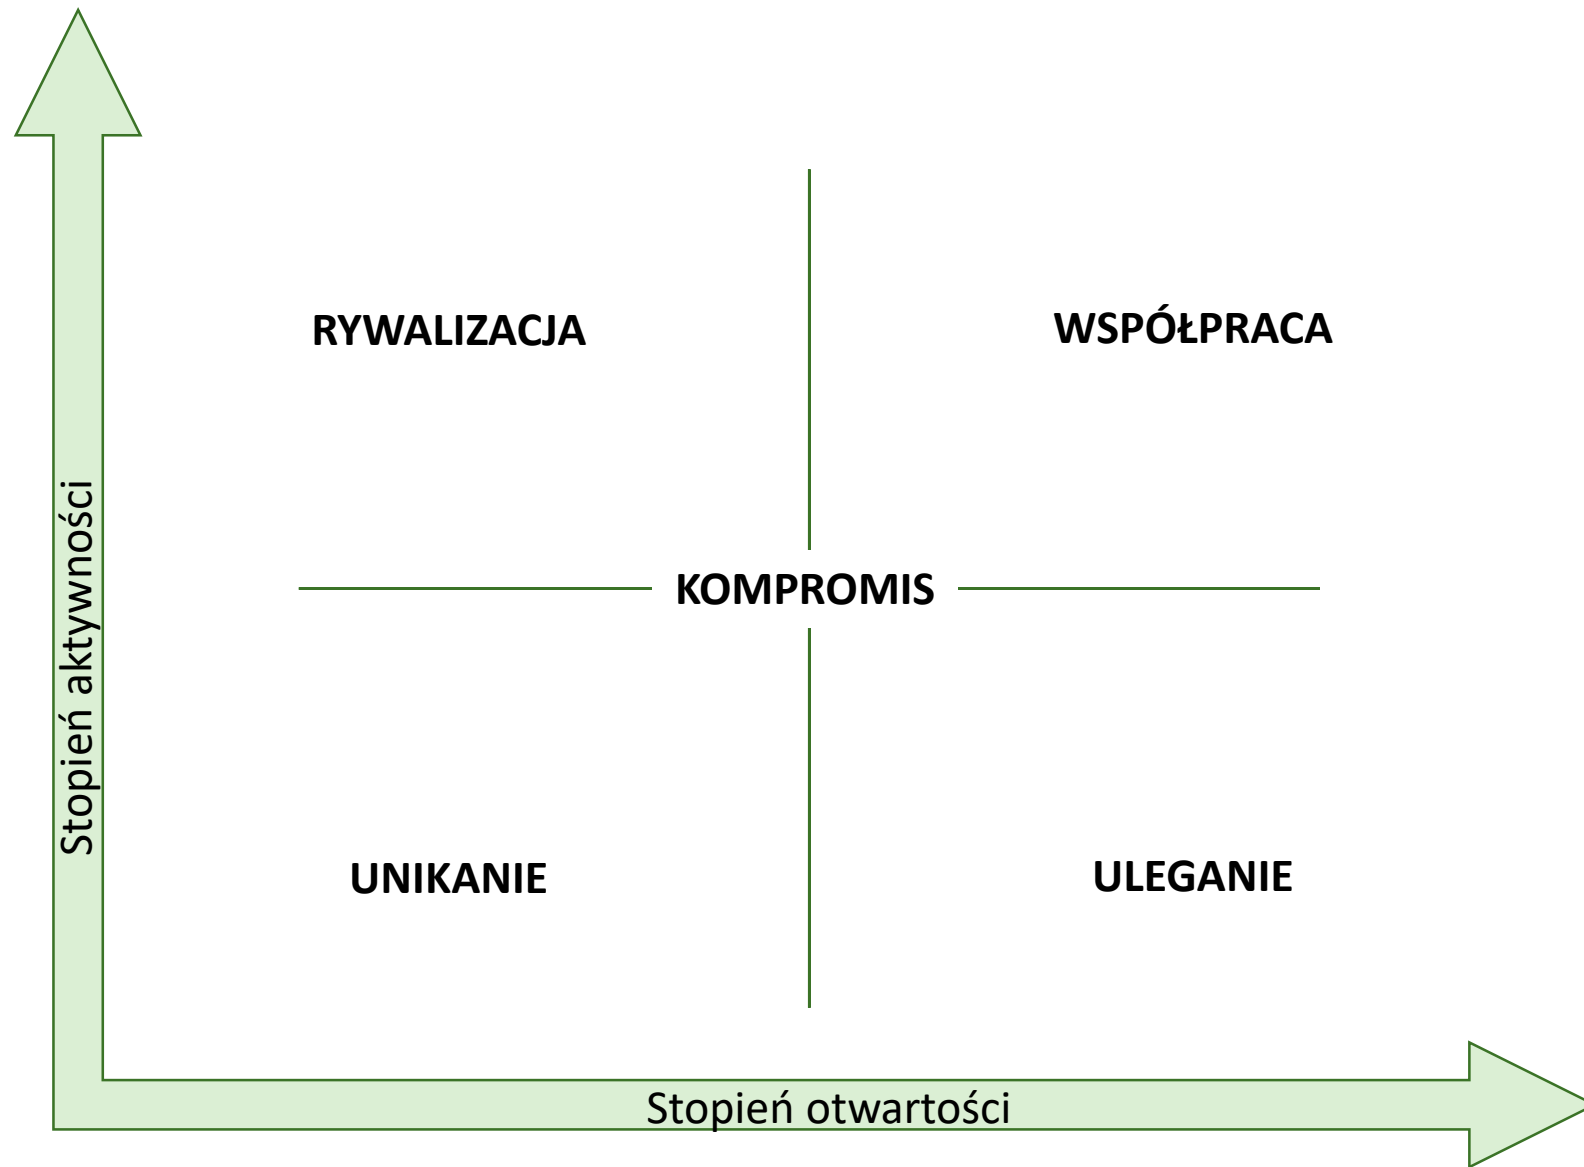 RYWALIZACJA
WSPÓŁPRACA
Stopień aktywności
KOMPROMIS
UNIKANIE
ULEGANIE
Stopień otwartości